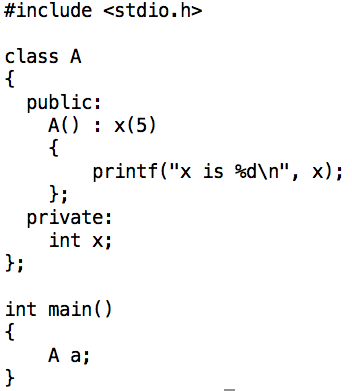 #include <stdio.h>

class A
{
  public:
    A() : x(5)
    {
        printf("x is %d\n", x);
    };
  private:
    int x;
};

int main()
{
    A a;
}